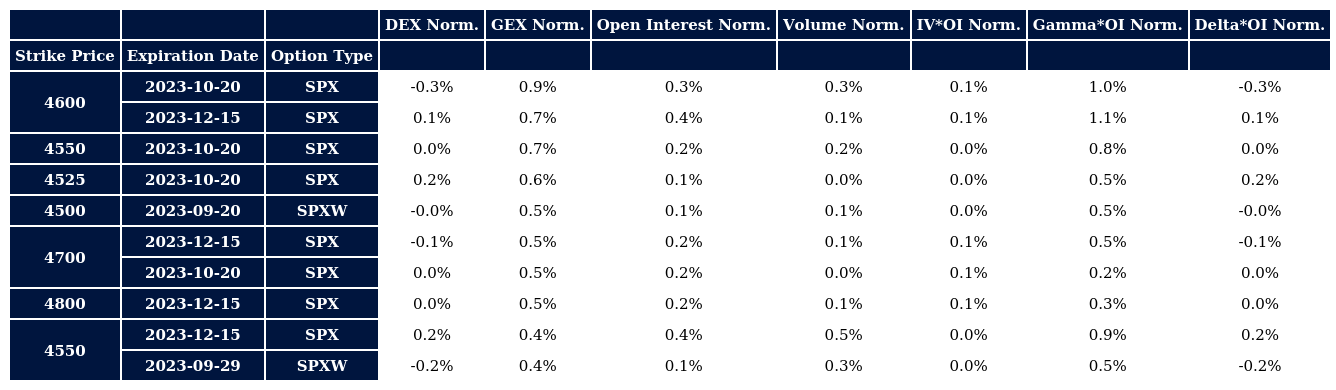 DEX Norm. GEX Norm. Open Interest Norm. Volume Norm. IV*OI Norm. Gamma*OI Norm. Delta*OI Norm.
Strike Price Expiration Date Option Type
4600 2023-10-20 SPX -0.3% 0.9% 0.3% 0.3% 0.1% 1.0% -0.3%
2023-12-15 SPX 0.1% 0.7% 0.4% 0.1% 0.1% 1.1% 0.1%
4550 2023-10-20 SPX 0.0% 0.7% 0.2% 0.2% 0.0% 0.8% 0.0%
4525 2023-10-20 SPX 0.2% 0.6% 0.1% 0.0% 0.0% 0.5% 0.2%
4500 2023-09-20 SPXW -0.0% 0.5% 0.1% 0.1% 0.0% 0.5% -0.0%
4700 2023-12-15 SPX -0.1% 0.5% 0.2% 0.1% 0.1% 0.5% -0.1%
2023-10-20 SPX 0.0% 0.5% 0.2% 0.0% 0.1% 0.2% 0.0%
4800 2023-12-15 SPX 0.0% 0.5% 0.2% 0.1% 0.1% 0.3% 0.0%
4550 2023-12-15 SPX 0.2% 0.4% 0.4% 0.5% 0.0% 0.9% 0.2%
2023-09-29 SPXW -0.2% 0.4% 0.1% 0.3% 0.0% 0.5% -0.2%